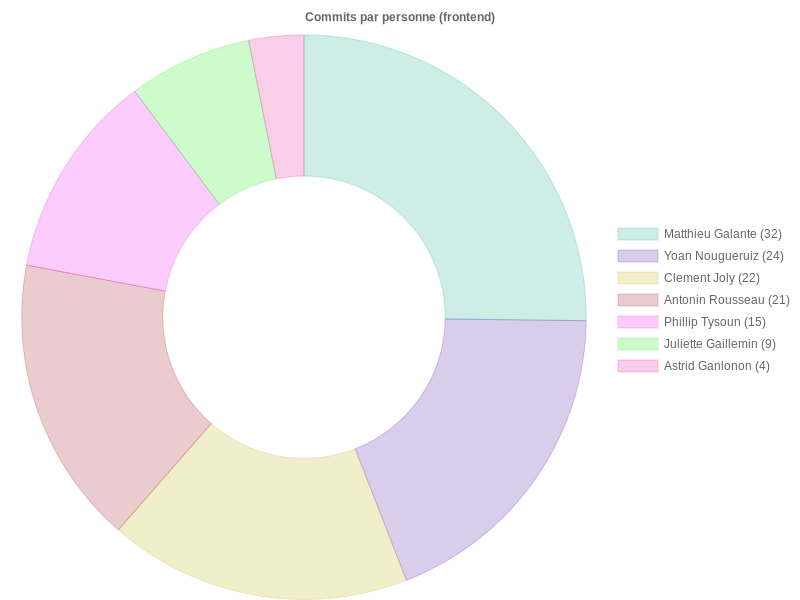 Commits par personne (frontend)
Matthieu Galante (32)
Yoan Nougueruiz (24)
Clement Joly (22)
Antonin Rousseau (21)
Phillip Tysoun (15)
Juliette Gaillemin (9)
Astrid Ganlonon (4)